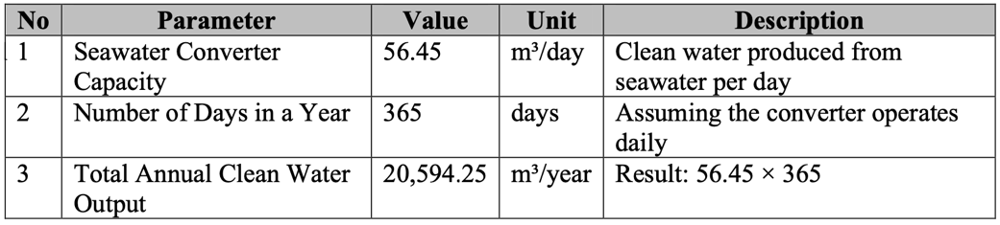 No Parameter Value Unit Description
1 Seawater Converter 56.45 m³/day Clean water produced from
Capacity seawater per day
2 Number of Days in a Year 365 days Assuming the converter operates
daily
3 Total Annual Clean Water 20,594.25 m³/year Result: 56.45 × 365
Output